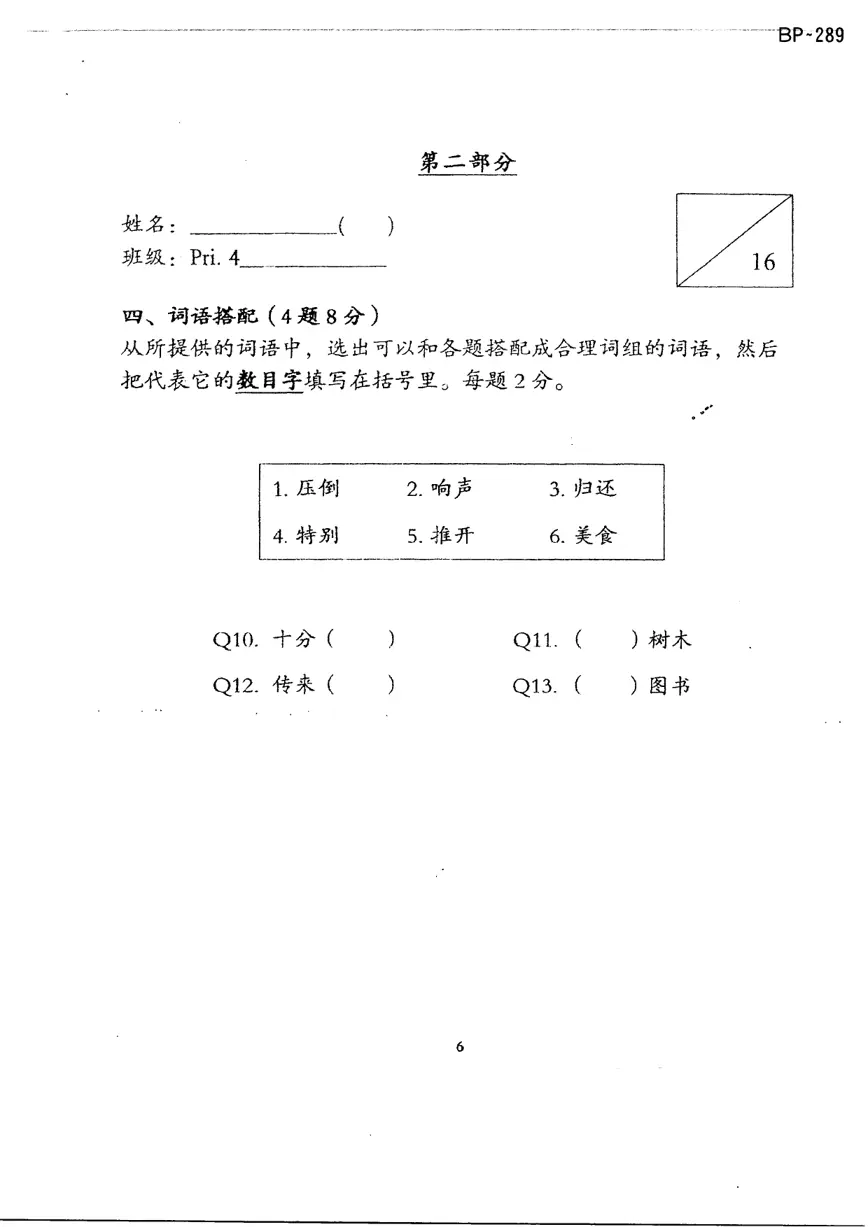 BP-289
第二部分
姓名：______________( )
班级：Pri. 4______________
16
四、词语搭配（4 题 8 分）
从所提供的词语中，选出可以和各题搭配成合理词组的词语，然后
把代表它的数目字填写在括号里。每题 2 分。
1. 压倒 2. 响声 3. 归还
4. 特别 5. 推开 6. 美食
Q10. 十分（ ） Q11. （ ）树木
Q12. 传来（ ） Q13. （ ）图书
6